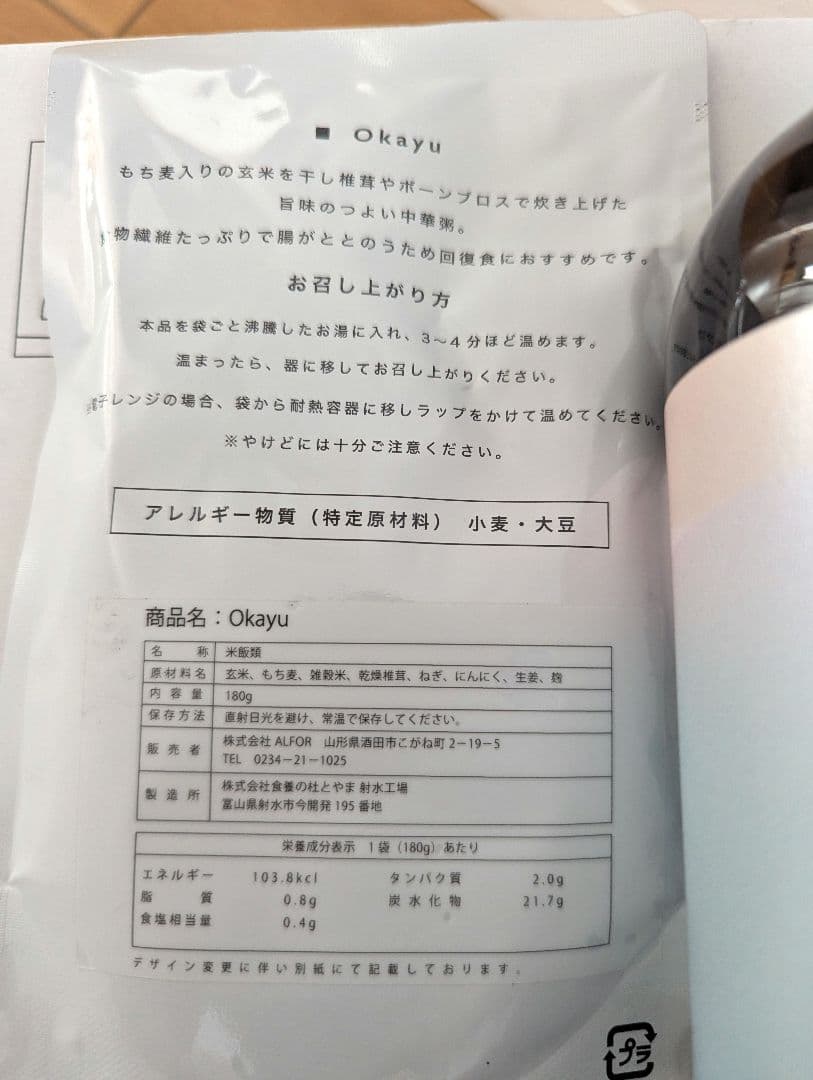 ■ Okayu
もち麦入りの玄米を干し椎茸やボーンブロスで炊き上げた
旨味のつよい中華粥。
物繊維たっぷりで腸がととのうため回復食におすすめです。
お召し上がり方
本品を袋ごと沸騰したお湯に入れ、3〜4分ほど温めます。
温まったら、器に移してお召し上がりください。
電子レンジの場合、袋から耐熱容器に移しラップをかけて温めてください。
※やけどには十分ご注意ください。
アレルギー物質（特定原材料） 小麦・大豆
商品名：Okayu
名称 米飯類
原材料名 玄米、もち麦、雑穀米、乾燥椎茸、ねぎ、にんにく、生姜、麹
内容量 180g
保存方法 直射日光を避け、常温で保存してください。
販売者 株式会社 ALFOR 山形県酒田市こがね町2−19−5
TEL 0234−21−1025
製造所 株式会社食養の杜とやま 射水工場
富山県射水市今開発195番地
栄養成分表示 1袋（180g）あたり
エネルギー 103.8kcl タンパク質 2.0g
脂質 0.8g 炭水化物 21.7g
食塩相当量 0.4g
デザイン変更に伴い別紙にて記載しております。
プラ